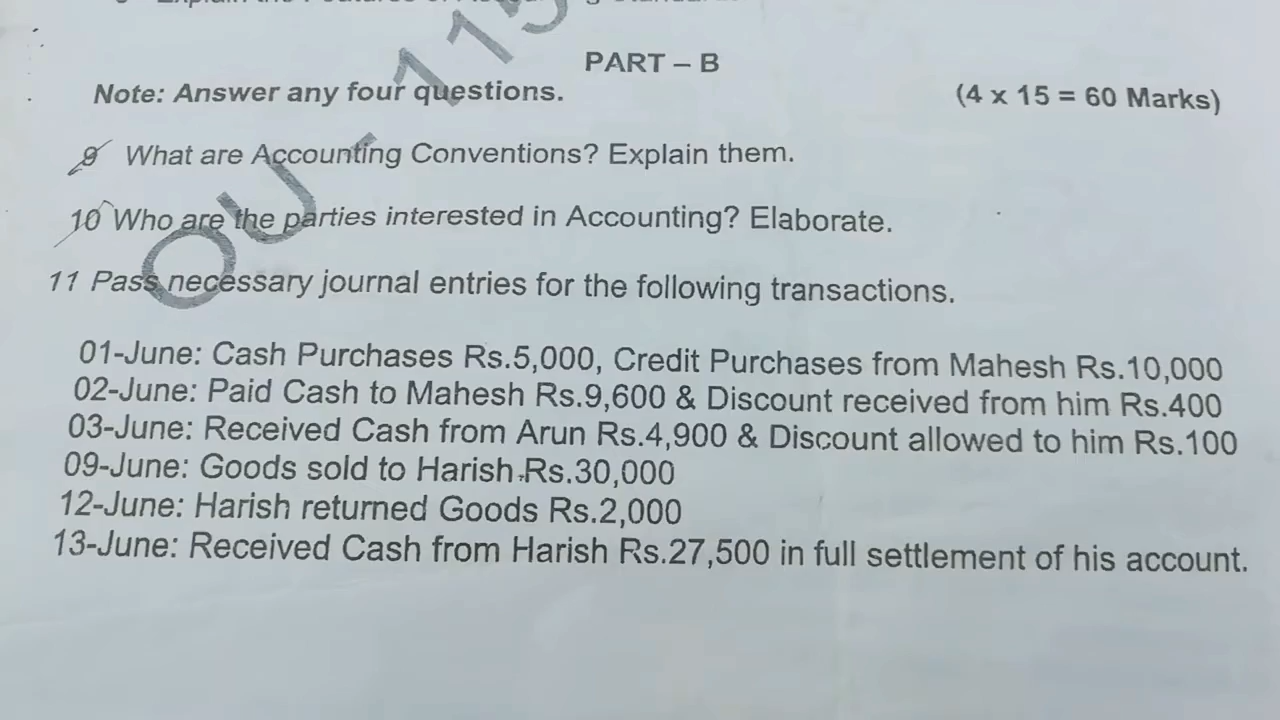 PART – B
Note: Answer any four questions. (4 x 15 = 60 Marks)
9 What are Accounting Conventions? Explain them.
10 Who are the parties interested in Accounting? Elaborate.
11 Pass necessary journal entries for the following transactions.
01-June: Cash Purchases Rs.5,000, Credit Purchases from Mahesh Rs.10,000
02-June: Paid Cash to Mahesh Rs.9,600 & Discount received from him Rs.400
03-June: Received Cash from Arun Rs.4,900 & Discount allowed to him Rs.100
09-June: Goods sold to Harish Rs.30,000
12-June: Harish returned Goods Rs.2,000
13-June: Received Cash from Harish Rs.27,500 in full settlement of his account.
OU - 115